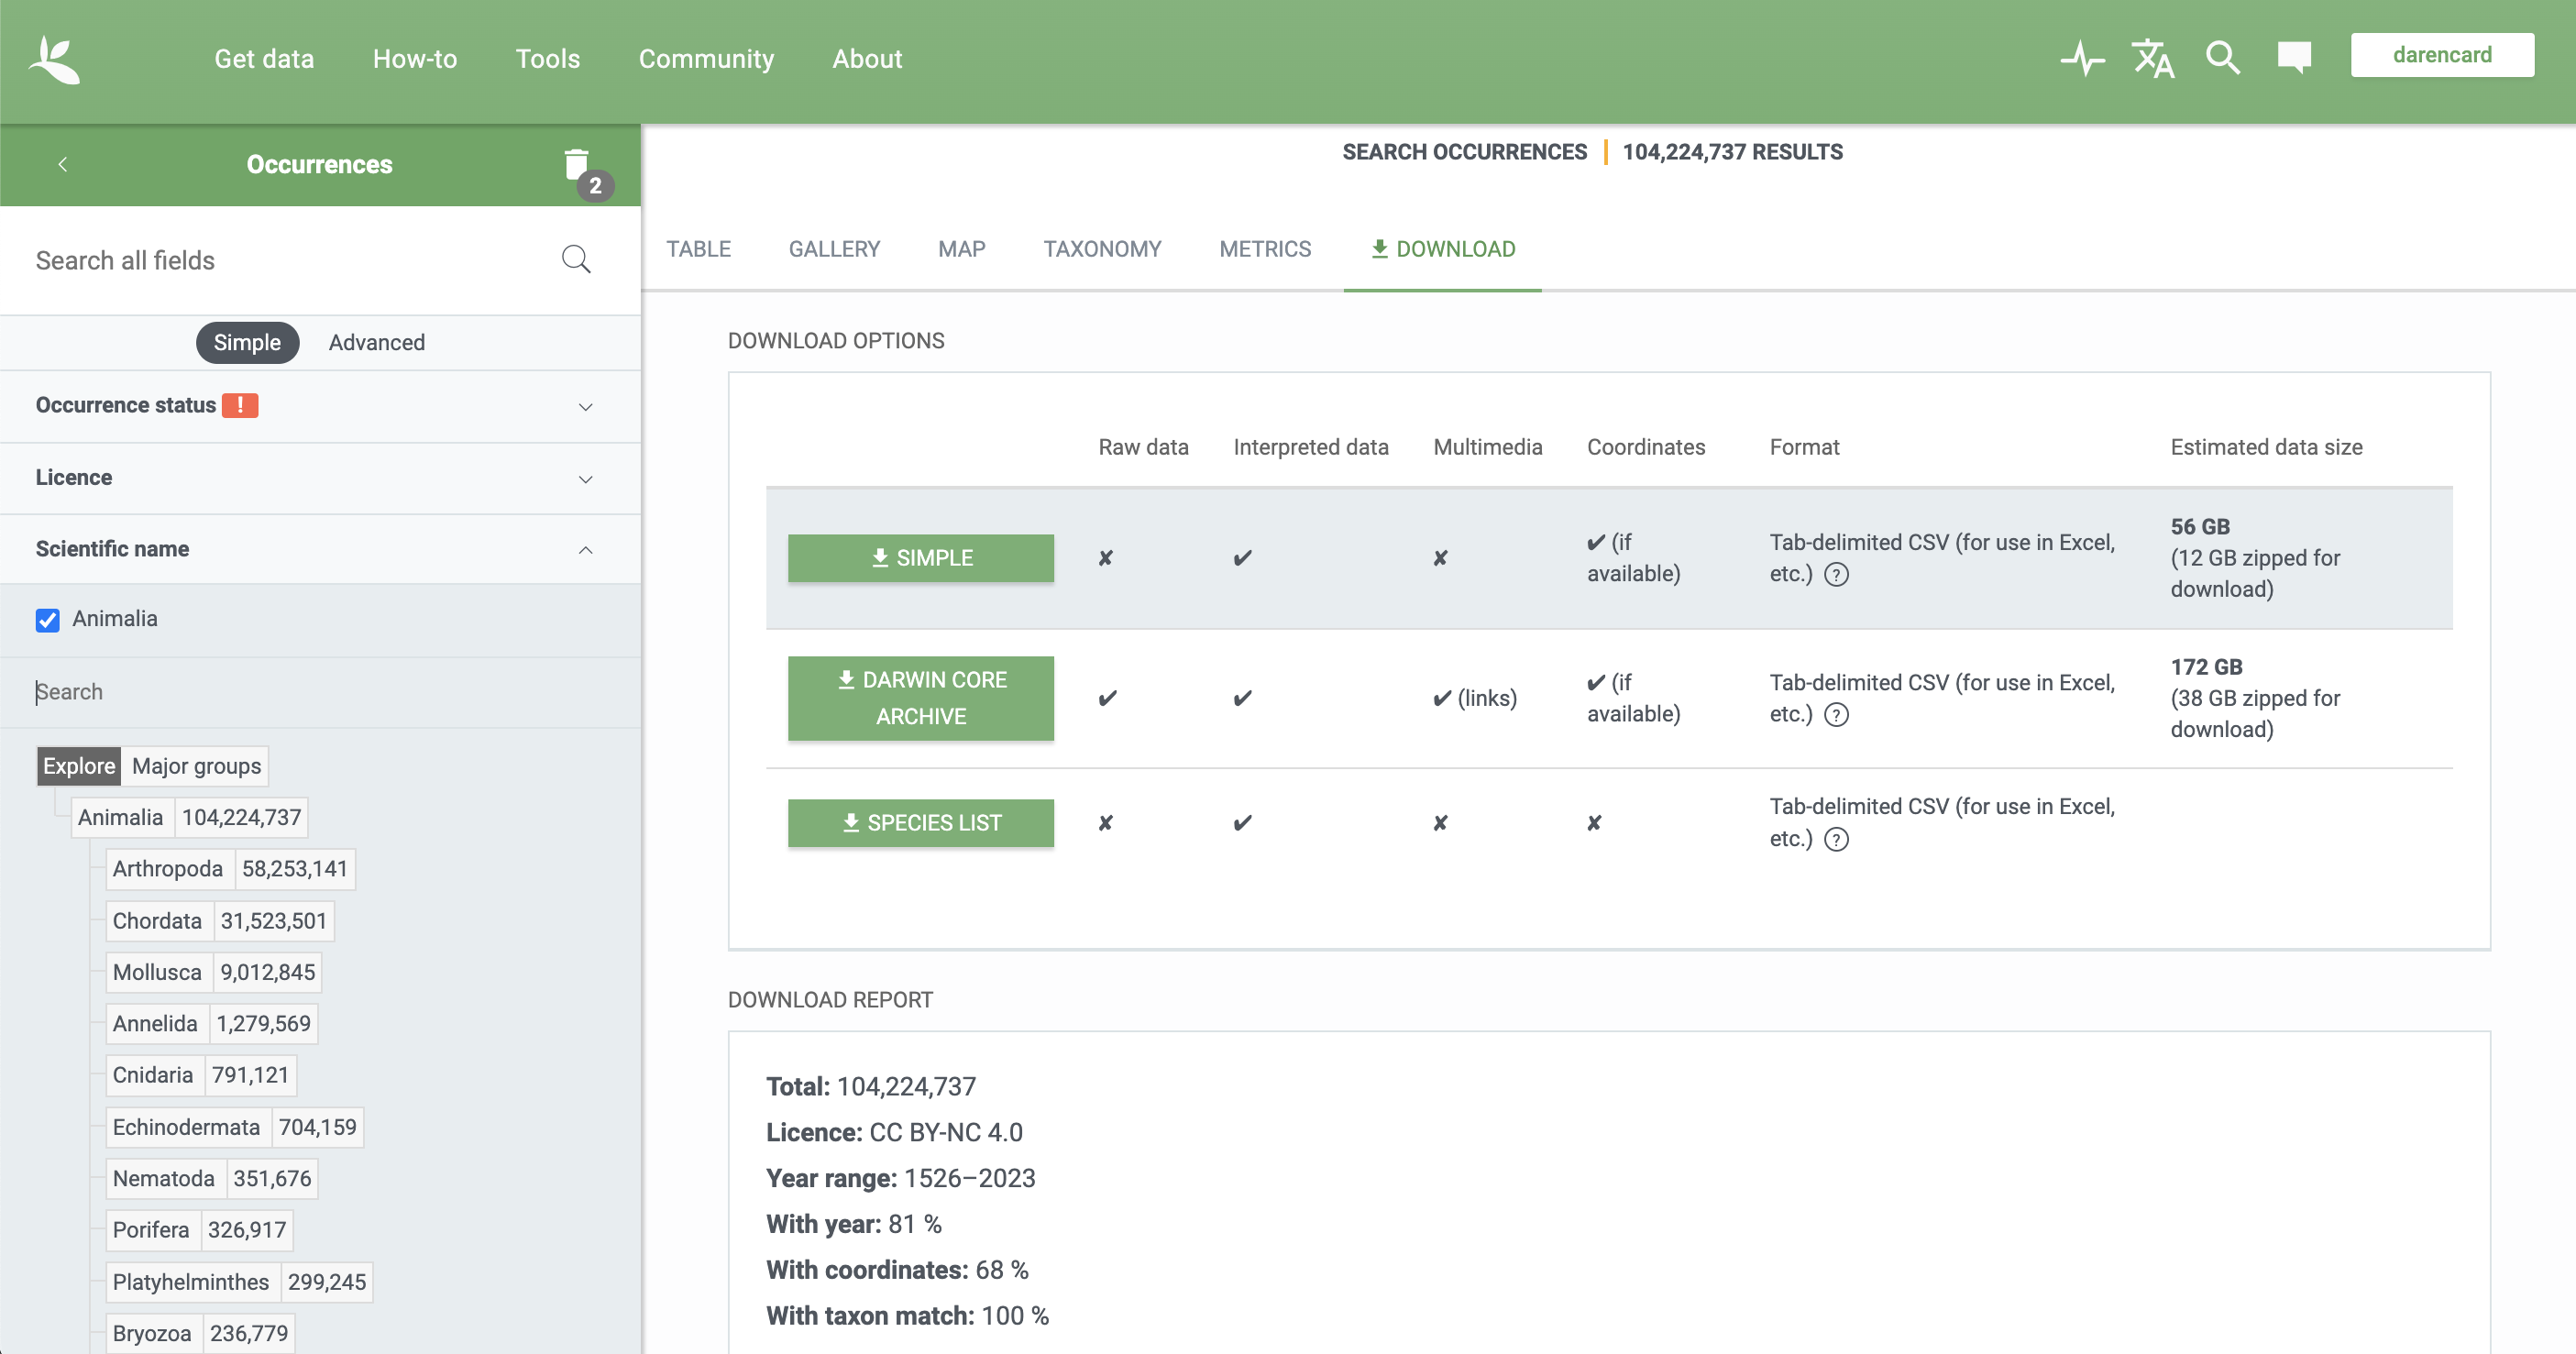 Get data How-to Tools Community About darencard
Occurrences 2
Search all fields
Simple Advanced
Occurrence status !
Licence
Scientific name
Animalia
Search
Explore Major groups
Animalia 104,224,737
Arthropoda 58,253,141
Chordata 31,523,501
Mollusca 9,012,845
Annelida 1,279,569
Cnidaria 791,121
Echinodermata 704,159
Nematoda 351,676
Porifera 326,917
Platyhelminthes 299,245
Bryozoa 236,779
SEARCH OCCURRENCES 104,224,737 RESULTS
TABLE GALLERY MAP TAXONOMY METRICS DOWNLOAD
DOWNLOAD OPTIONS
Raw data Interpreted data Multimedia Coordinates Format Estimated data size
SIMPLE ✘ ✔ ✘ ✔ (if
available) Tab-delimited CSV (for use in Excel,
etc.) ? 56 GB
(12 GB zipped for
download)
DARWIN CORE
ARCHIVE ✔ ✔ ✔ (links) ✔ (if
available) Tab-delimited CSV (for use in Excel,
etc.) ? 172 GB
(38 GB zipped for
download)
SPECIES LIST ✘ ✔ ✘ ✘ Tab-delimited CSV (for use in Excel,
etc.) ?
DOWNLOAD REPORT
Total: 104,224,737
Licence: CC BY-NC 4.0
Year range: 1526–2023
With year: 81 %
With coordinates: 68 %
With taxon match: 100 %